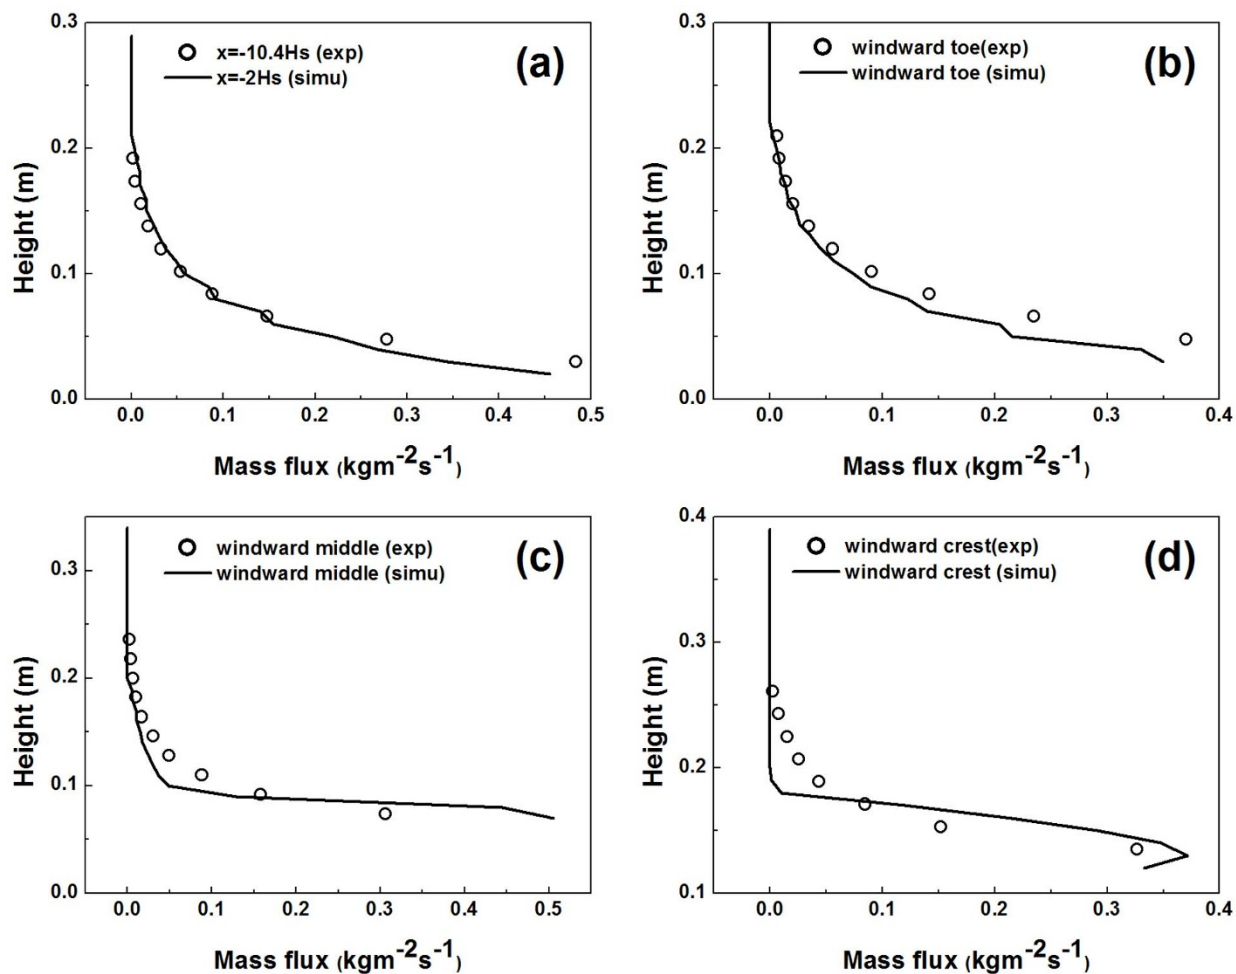 0.3
x=-10.4Hs (exp)
x=-2Hs (simu)
(a)
0.2
0.1
0.0
Height (m)
0.0 0.1 0.2 0.3 0.4 0.5
Mass flux (kgm⁻²s⁻¹)
0.3
windward toe(exp)
windward toe (simu)
(b)
0.2
0.1
0.0
Height (m)
0.0 0.1 0.2 0.3 0.4
Mass flux (kgm⁻²s⁻¹)
windward middle (exp)
windward middle (simu)
(c)
0.3
0.2
0.1
0.0
Height (m)
0.0 0.1 0.2 0.3 0.4 0.5
Mass flux (kgm⁻²s⁻¹)
0.4
windward crest(exp)
windward crest (simu)
(d)
0.3
0.2
0.1
Height (m)
0.0 0.1 0.2 0.3 0.4
Mass flux (kgm⁻²s⁻¹)